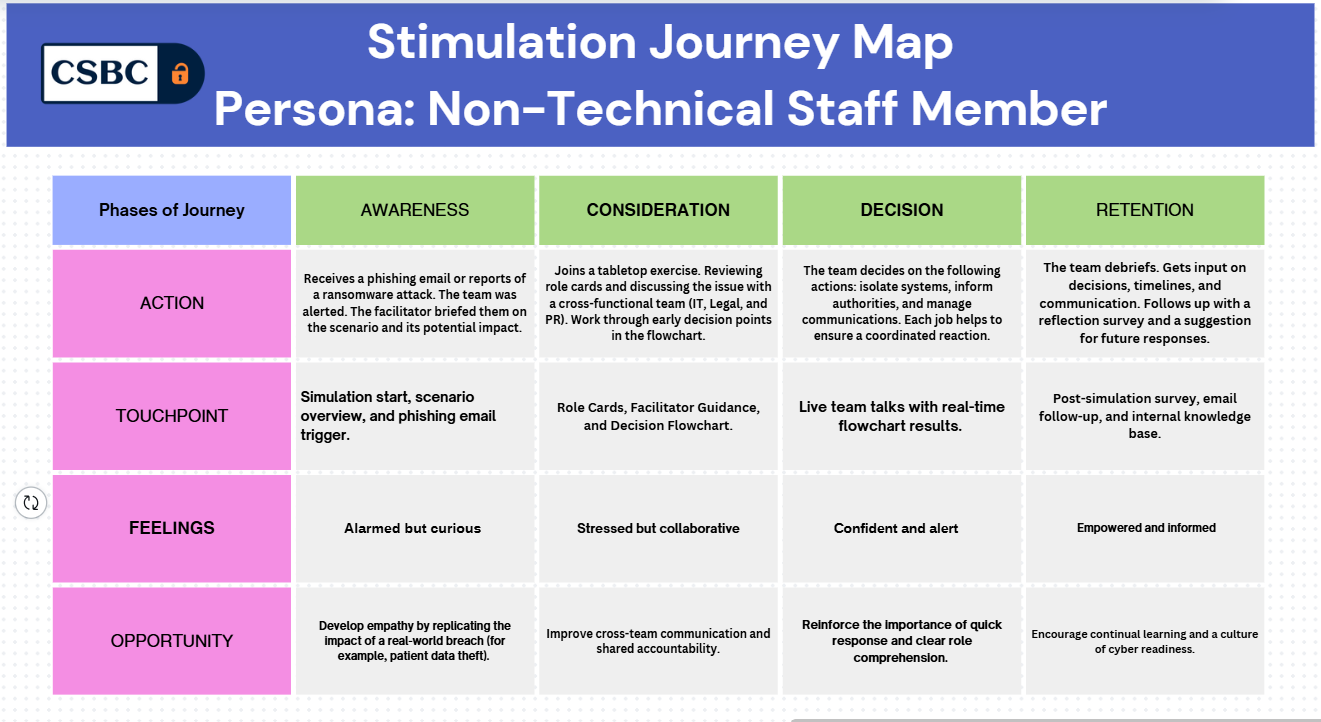 Stimulation Journey Map
CSBC
Persona: Non-Technical Staff Member
Phases of Journey
AWARENESS
CONSIDERATION
DECISION
RETENTION
ACTION
Receives a phishing email or reports of
a ransomware attack. The team was
alerted. The facilitator briefed them on
the scenario and its potential impact.
Joins a tabletop exercise. Reviewing
role cards and discussing the issue with
a cross-functional team (IT, Legal, and
PR). Work through early decision points
in the flowchart.
The team decides on the following
actions: isolate systems, inform
authorities, and manage
communications. Each job helps to
ensure a coordinated reaction.
The team debriefs. Gets input on
decisions, timelines, and
communication. Follows up with a
reflection survey and a suggestion
for future responses.
TOUCHPOINT
Simulation start, scenario
overview, and phishing email
trigger.
Role Cards, Facilitator Guidance,
and Decision Flowchart.
Live team talks with real-time
flowchart results.
Post-simulation survey, email
follow-up, and internal knowledge
base.
FEELINGS
Alarmed but curious
Stressed but collaborative
Confident and alert
Empowered and informed
OPPORTUNITY
Develop empathy by replicating the
impact of a real-world breach (for
example, patient data theft).
Improve cross-team communication and
shared accountability.
Reinforce the importance of quick
response and clear role
comprehension.
Encourage continual learning and a culture
of cyber readiness.